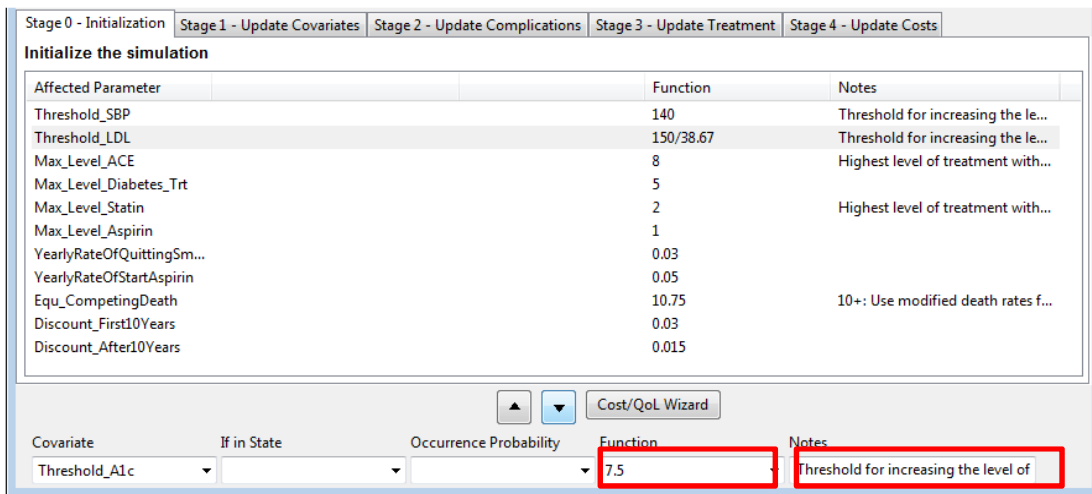 Stage 0 - Initialization Stage 1 - Update Covariates Stage 2 - Update Complications Stage 3 - Update Treatment Stage 4 - Update Costs
Initialize the simulation
Affected Parameter Function Notes
Threshold_SBP 140 Threshold for increasing the le...
Threshold_LDL 150/38.67 Threshold for increasing the le...
Max_Level_ACE 8 Highest level of treatment with...
Max_Level_Diabetes_Trt 5
Max_Level_Statin 2 Highest level of treatment with...
Max_Level_Aspirin 1
YearlyRateOfQuittingSm... 0.03
YearlyRateOfStartAspirin 0.05
Equ_CompetingDeath 10.75 10+: Use modified death rates f...
Discount_First10Years 0.03
Discount_After10Years 0.015
Cost/QoL Wizard
Covariate If in State Occurrence Probability Function Notes
Threshold_A1c 7.5 Threshold for increasing the level of